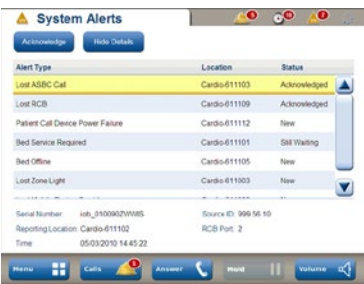 System Alerts
Acknowledge Hide Details
Alert Type Location Status
Lost ASBC Call Cardio-611103 Acknowledged
Lost RCB Cardio-611109 Acknowledged
Patient Call Device Power Failure Cardio-611112 New
Bed Service Required Cardio-611101 Still Waiting
Bed Offline Cardio-611105 New
Lost Zone Light Cardio-611003 New
Serial Number Source ID: 999.56.10
Reporting Location Cardio-611102 RCB Port: 2
Time 05/03/2010 14:45:22
Menu Calls Answer Hold Volume